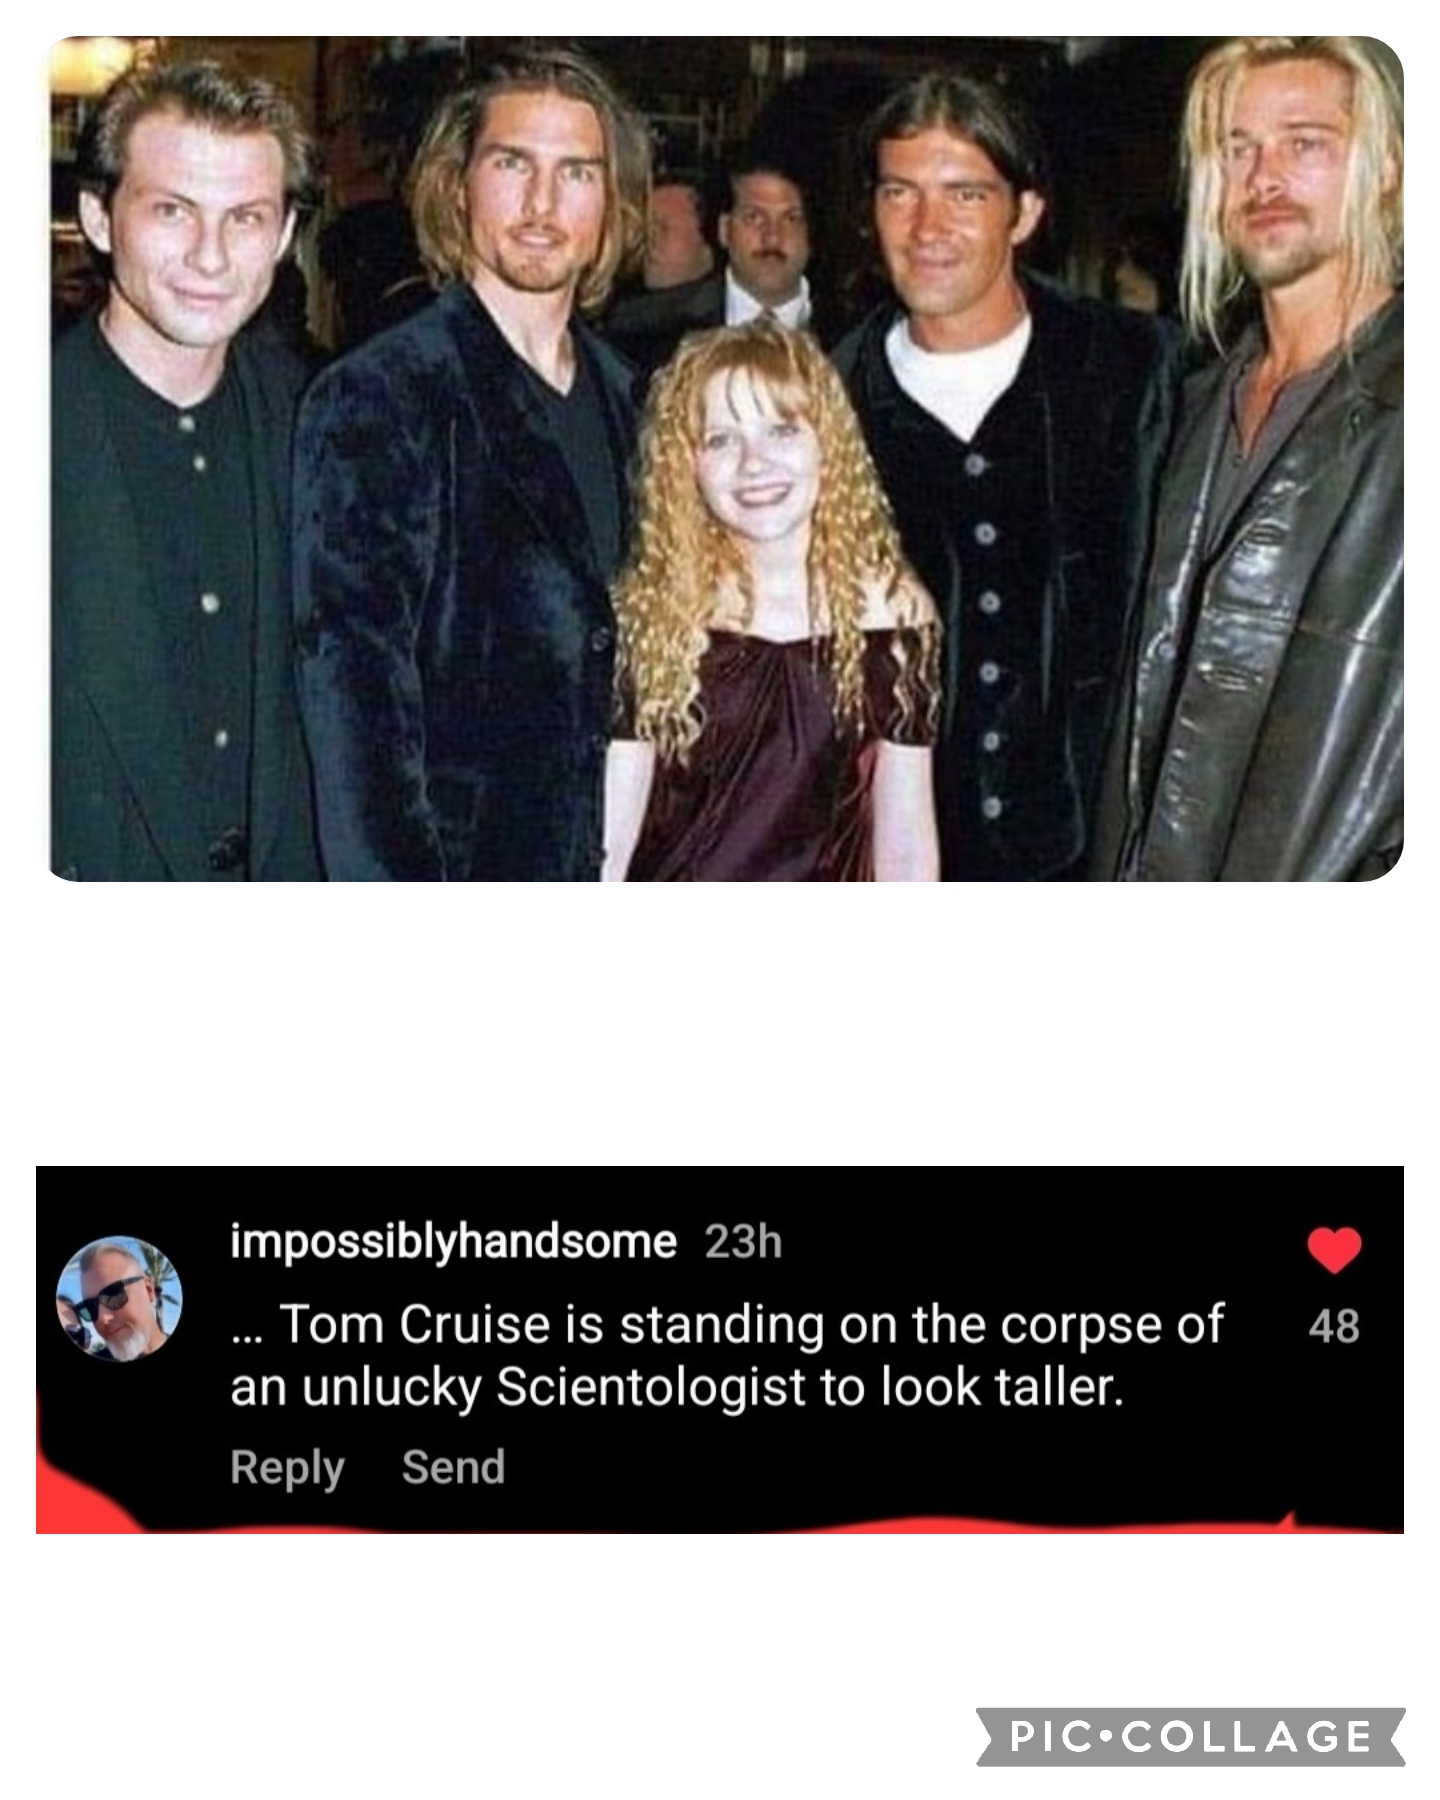 impossiblyhandsome 23h
... Tom Cruise is standing on the corpse of
48
an unlucky Scientologist to look taller.
Reply Send
PIC•COLLAGE